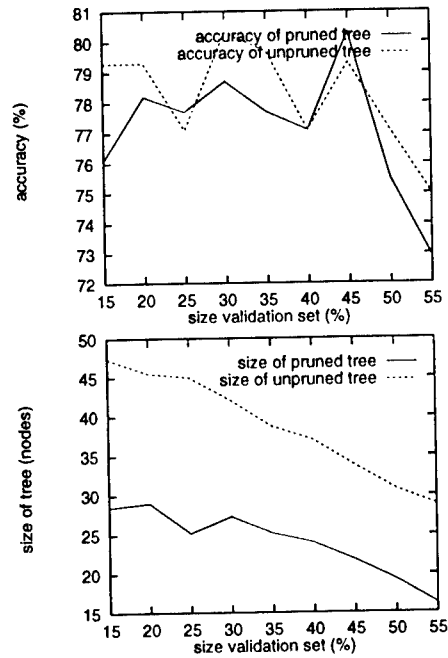 81
80
79
78
77
76
75
74
73
72
accuracy (%)
accuracy of pruned tree
accuracy of unpruned tree
15 20 25 30 35 40 45 50 55
size validation set (%)
50
45
40
35
30
25
20
15
size of tree (nodes)
size of pruned tree
size of unpruned tree
15 20 25 30 35 40 45 50 55
size validation set (%)